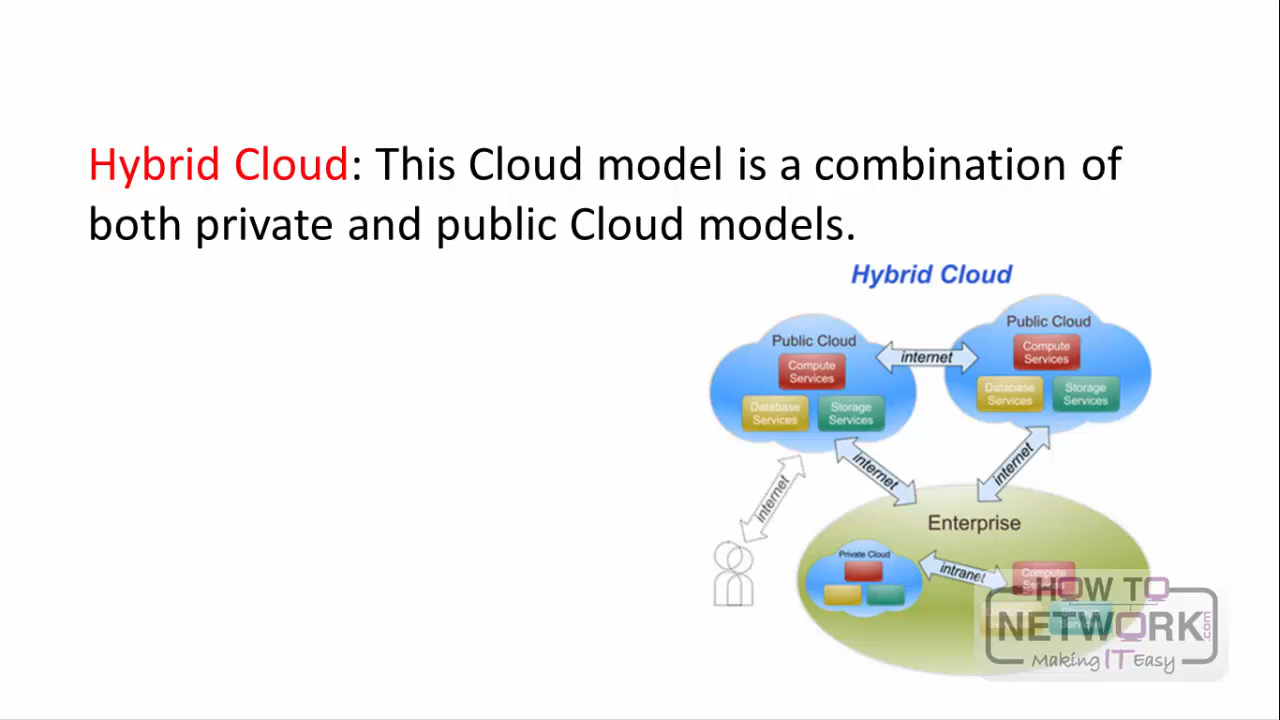 Hybrid Cloud: This Cloud model is a combination of
both private and public Cloud models.
Hybrid Cloud
Public Cloud
Compute
Services
Database
Services
Storage
Services
internet
Public Cloud
Compute
Services
Database
Services
Storage
Services
internet
internet
internet
Enterprise
Private Cloud
intranet
Compute
HOW TO
NETWORK
.com
Making IT Easy